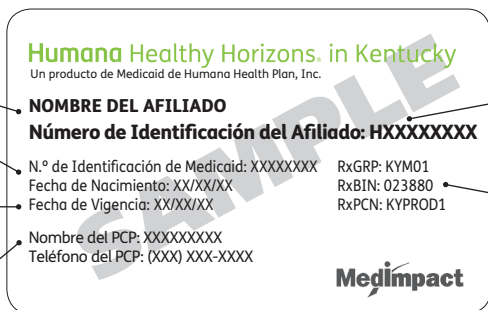 Humana Healthy Horizons® in Kentucky
Un producto de Medicaid de Humana Health Plan, Inc.
NOMBRE DEL AFILIADO
Número de Identificación del Afiliado: HXXXXXXXX
N.º de Identificación de Medicaid: XXXXXXXX
Fecha de Nacimiento: XX/XX/XX
Fecha de Vigencia: XX/XX/XX
RxGRP: KYM01
RxBIN: 023880
RxPCN: KYPROD1
Nombre del PCP: XXXXXXXXX
Teléfono del PCP: (XXX) XXX-XXXX
MedImpact
SAMPLE